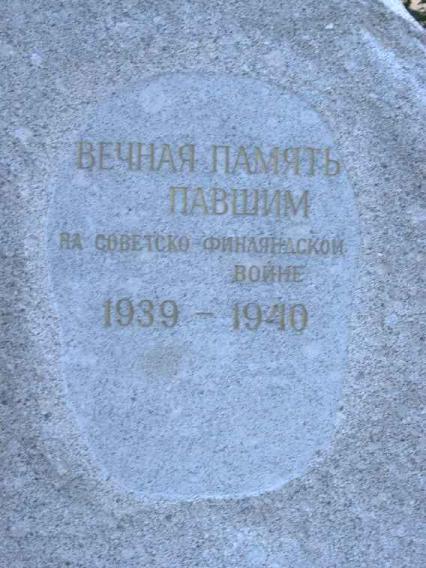 ВЕЧНАЯ ПАМЯТЬ
ПАВШИМ
НА СОВЕТСКО ФИНЛЯНДСКОЙ
ВОЙНЕ
1939 – 1940